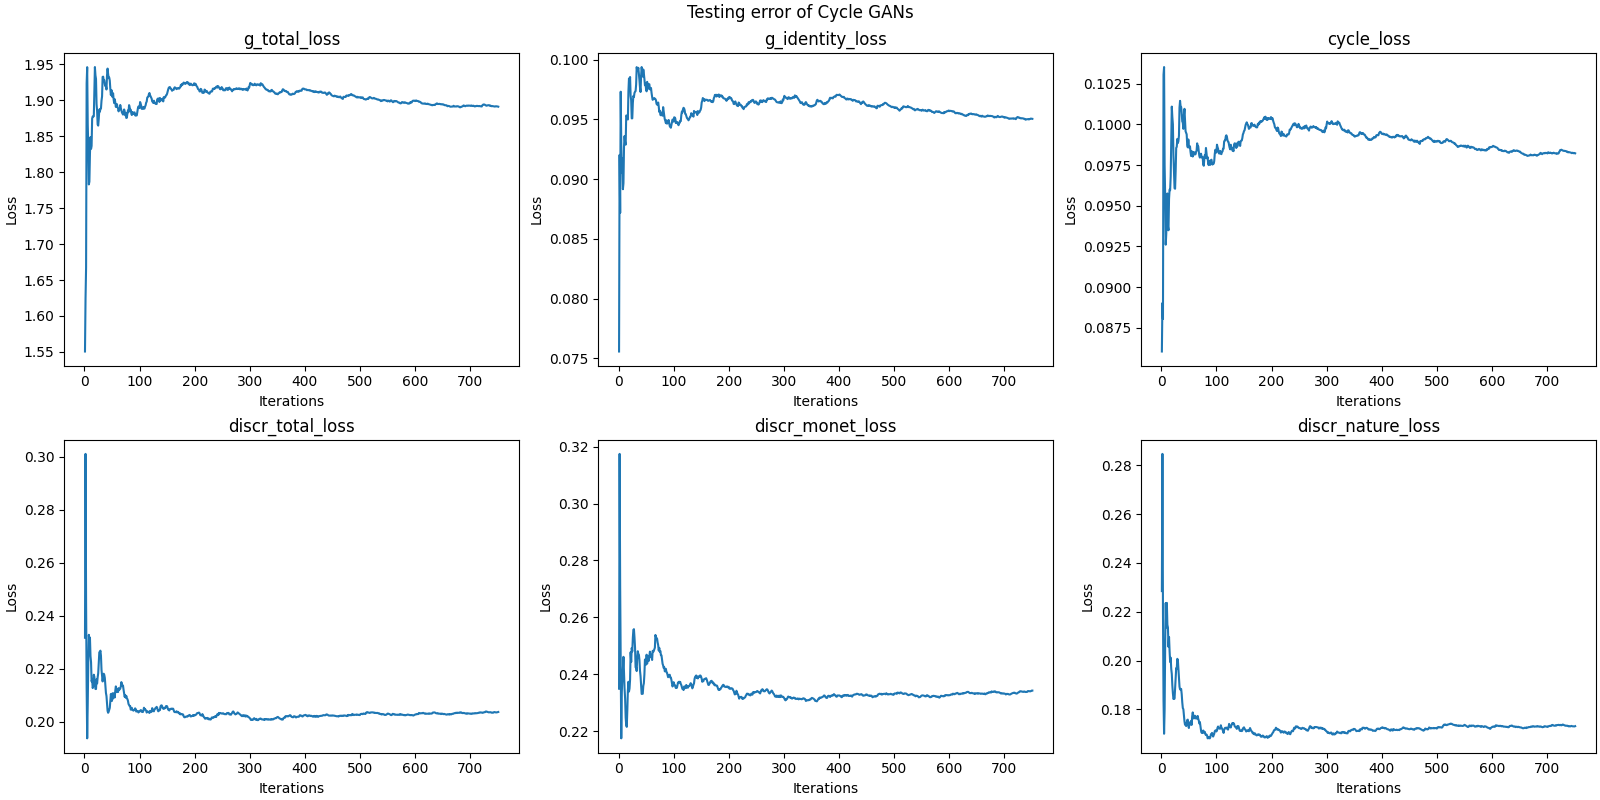 Testing error of Cycle GANs
g_total_loss
1.95
1.90
1.85
1.80
1.75
1.70
1.65
1.60
1.55
Loss
0 100 200 300 400 500 600 700
Iterations
g_identity_loss
0.100
0.095
0.090
0.085
0.080
0.075
Loss
0 100 200 300 400 500 600 700
Iterations
cycle_loss
0.1025
0.1000
0.0975
0.0950
0.0925
0.0900
0.0875
Loss
0 100 200 300 400 500 600 700
Iterations
discr_total_loss
0.30
0.28
0.26
0.24
0.22
0.20
Loss
0 100 200 300 400 500 600 700
Iterations
discr_monet_loss
0.32
0.30
0.28
0.26
0.24
0.22
Loss
0 100 200 300 400 500 600 700
Iterations
discr_nature_loss
0.28
0.26
0.24
0.22
0.20
0.18
Loss
0 100 200 300 400 500 600 700
Iterations